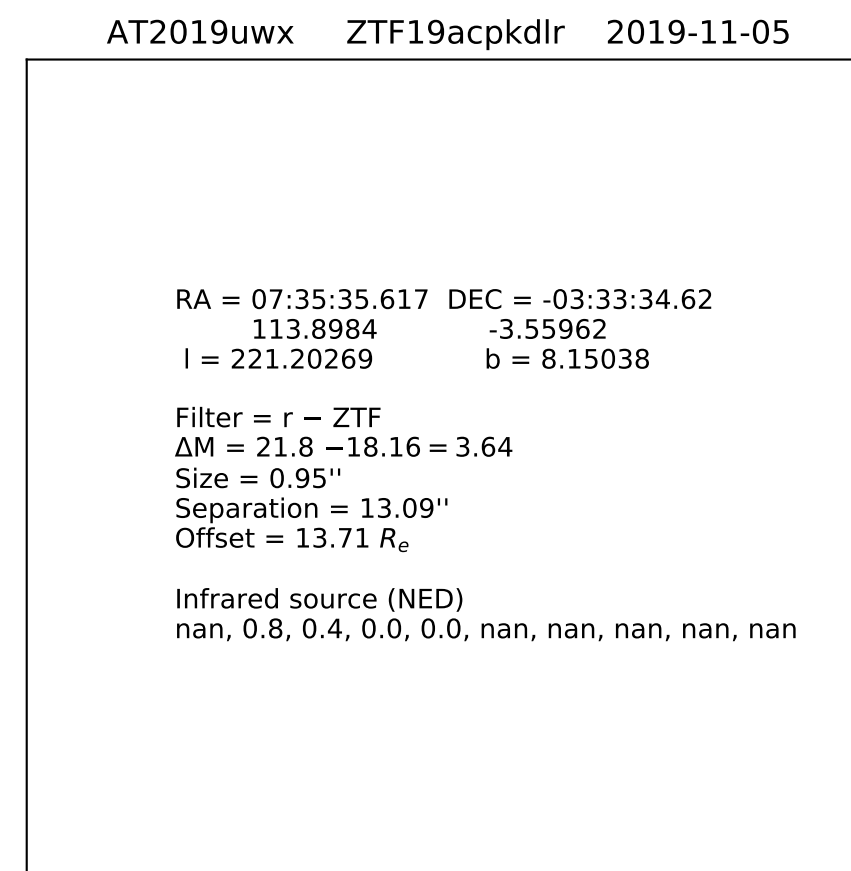 AT2019uwx ZTF19acpkdlr 2019-11-05
RA = 07:35:35.617 DEC = -03:33:34.62
113.8984 -3.55962
l = 221.20269 b = 8.15038
Filter = r − ZTF
ΔM = 21.8 −18.16 = 3.64
Size = 0.95''
Separation = 13.09''
Offset = 13.71 Rₑ
Infrared source (NED)
nan, 0.8, 0.4, 0.0, 0.0, nan, nan, nan, nan, nan